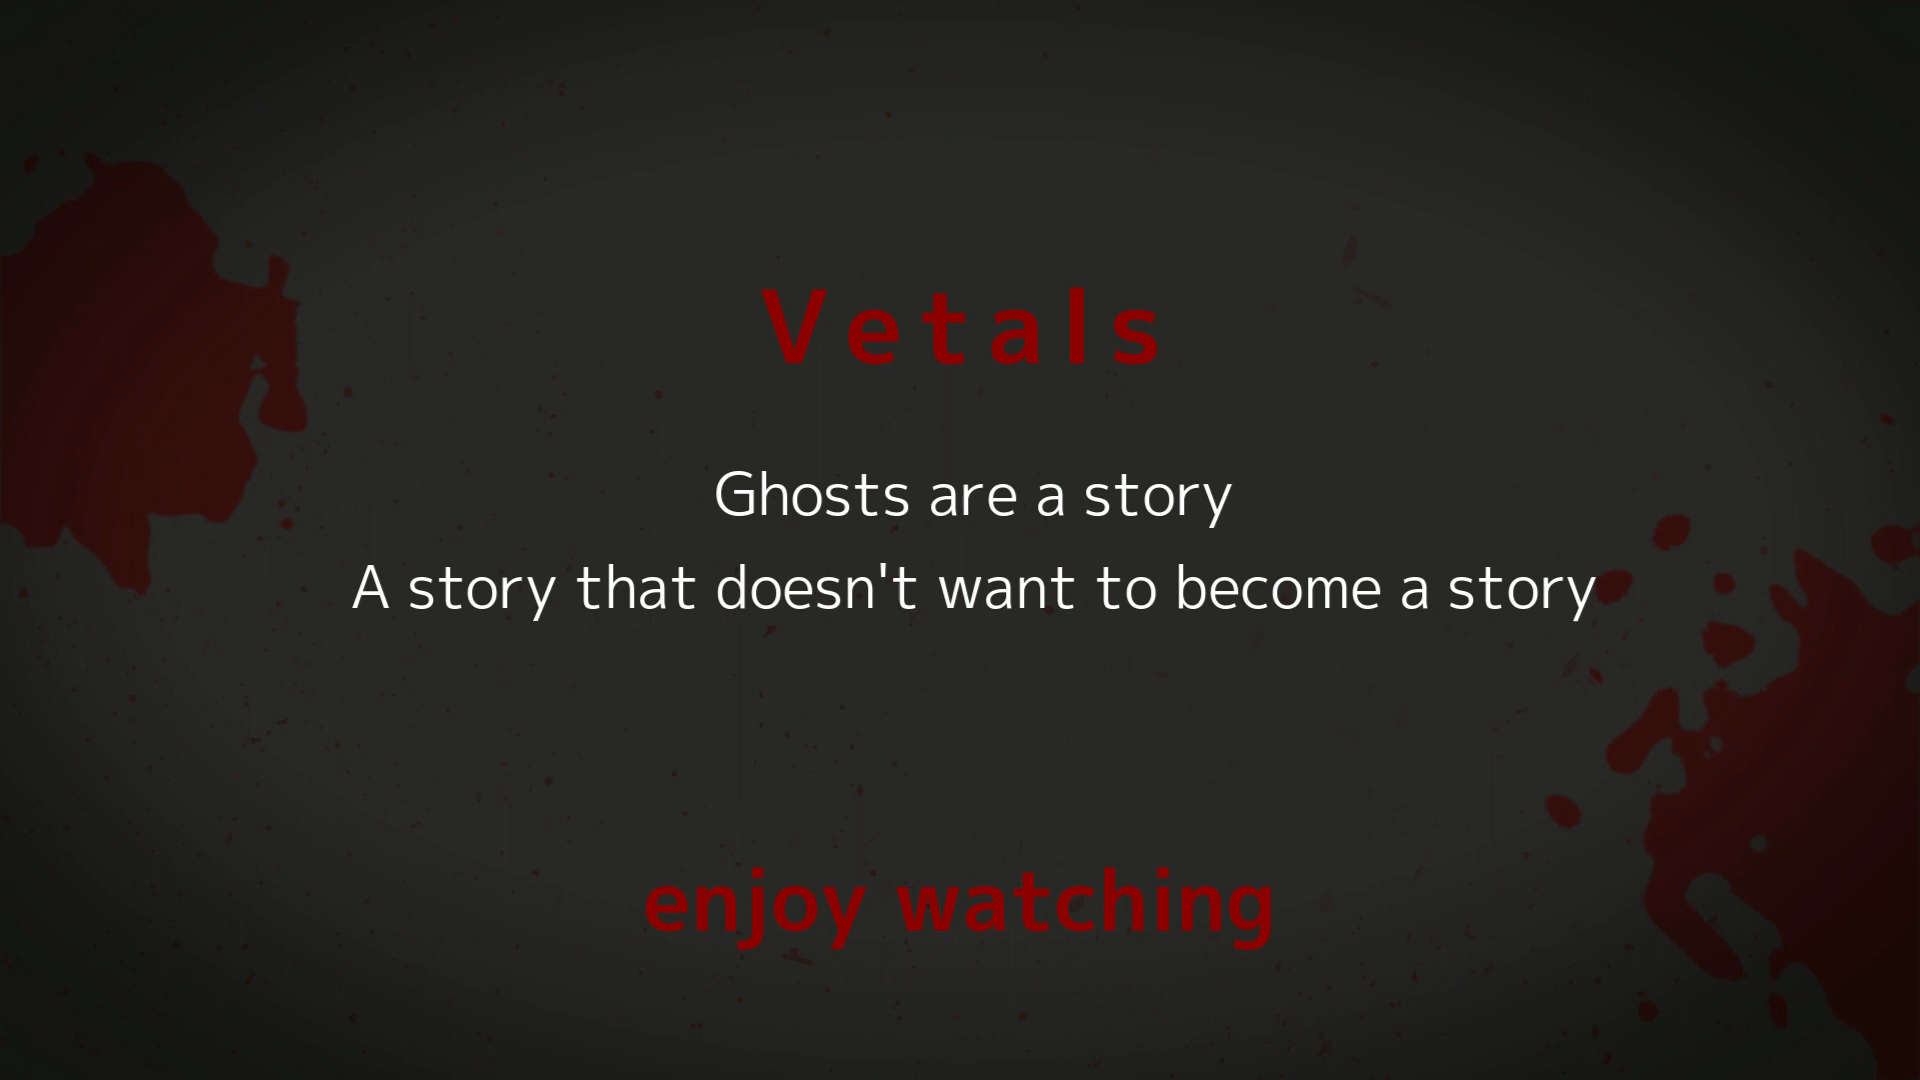 Vetals
Ghosts are a story
A story that doesn't want to become a story
enjoy watching